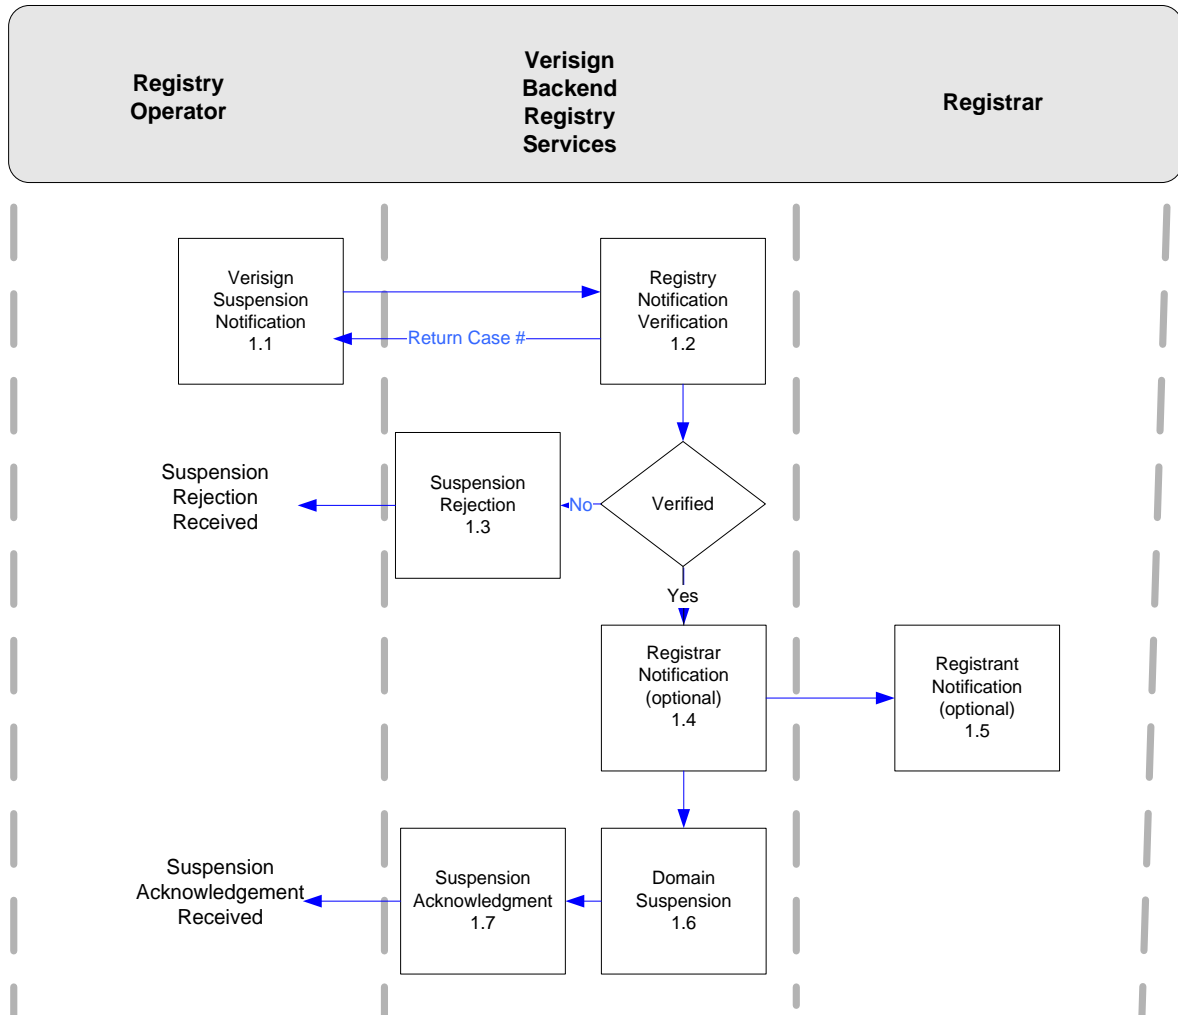 Registry
Operator
Verisign
Backend
Registry
Services
Registrar
Verisign
Suspension
Notification
1.1
Registry
Notification
Verification
1.2
Return Case #
Suspension
Rejection
Received
Suspension
Rejection
1.3
No
Verified
Yes
Registrar
Notification
(optional)
1.4
Registrant
Notification
(optional)
1.5
Suspension
Acknowledgement
Received
Suspension
Acknowledgment
1.7
Domain
Suspension
1.6